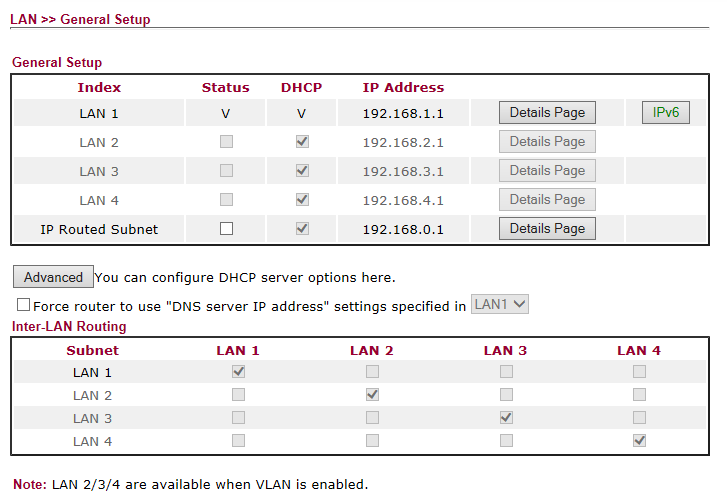 LAN >> General Setup
General Setup
Index Status DHCP IP Address
LAN 1 V V 192.168.1.1 Details Page IPv6
LAN 2 192.168.2.1 Details Page
LAN 3 192.168.3.1 Details Page
LAN 4 192.168.4.1 Details Page
IP Routed Subnet 192.168.0.1 Details Page
Advanced You can configure DHCP server options here.
Force router to use "DNS server IP address" settings specified in LAN1
Inter-LAN Routing
Subnet LAN 1 LAN 2 LAN 3 LAN 4
LAN 1
LAN 2
LAN 3
LAN 4
Note: LAN 2/3/4 are available when VLAN is enabled.